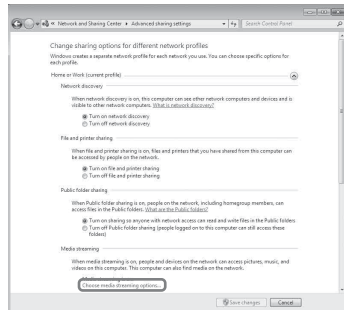 « Network and Sharing Center ▸ Advanced sharing settings
Search Control Panel
Change sharing options for different network profiles
Windows creates a separate network profile for each network you use. You can choose specific options for
each profile.
Home or Work (current profile)
Network discovery
When network discovery is on, this computer can see other network computers and devices and is
visible to other network computers. What is network discovery?
Turn on network discovery
Turn off network discovery
File and printer sharing
When file and printer sharing is on, files and printers that you have shared from this computer can
be accessed by people on the network.
Turn on file and printer sharing
Turn off file and printer sharing
Public folder sharing
When Public folder sharing is on, people on the network, including homegroup members, can
access files in the Public folders. What are the Public folders?
Turn on sharing so anyone with network access can read and write files in the Public folders
Turn off Public folder sharing (people logged on to this computer can still access these
folders)
Media streaming
When media streaming is on, people and devices on the network can access pictures, music, and
videos on this computer. This computer can also find media on the network.
Choose media streaming options...
Save changes
Cancel